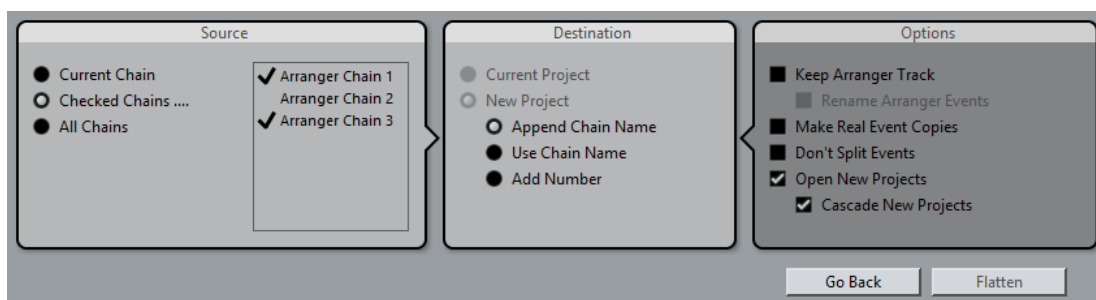 Source
Current Chain
Checked Chains ....
All Chains
Arranger Chain 1
Arranger Chain 2
Arranger Chain 3
Destination
Current Project
New Project
Append Chain Name
Use Chain Name
Add Number
Options
Keep Arranger Track
Rename Arranger Events
Make Real Event Copies
Don't Split Events
Open New Projects
Cascade New Projects
Go Back
Flatten